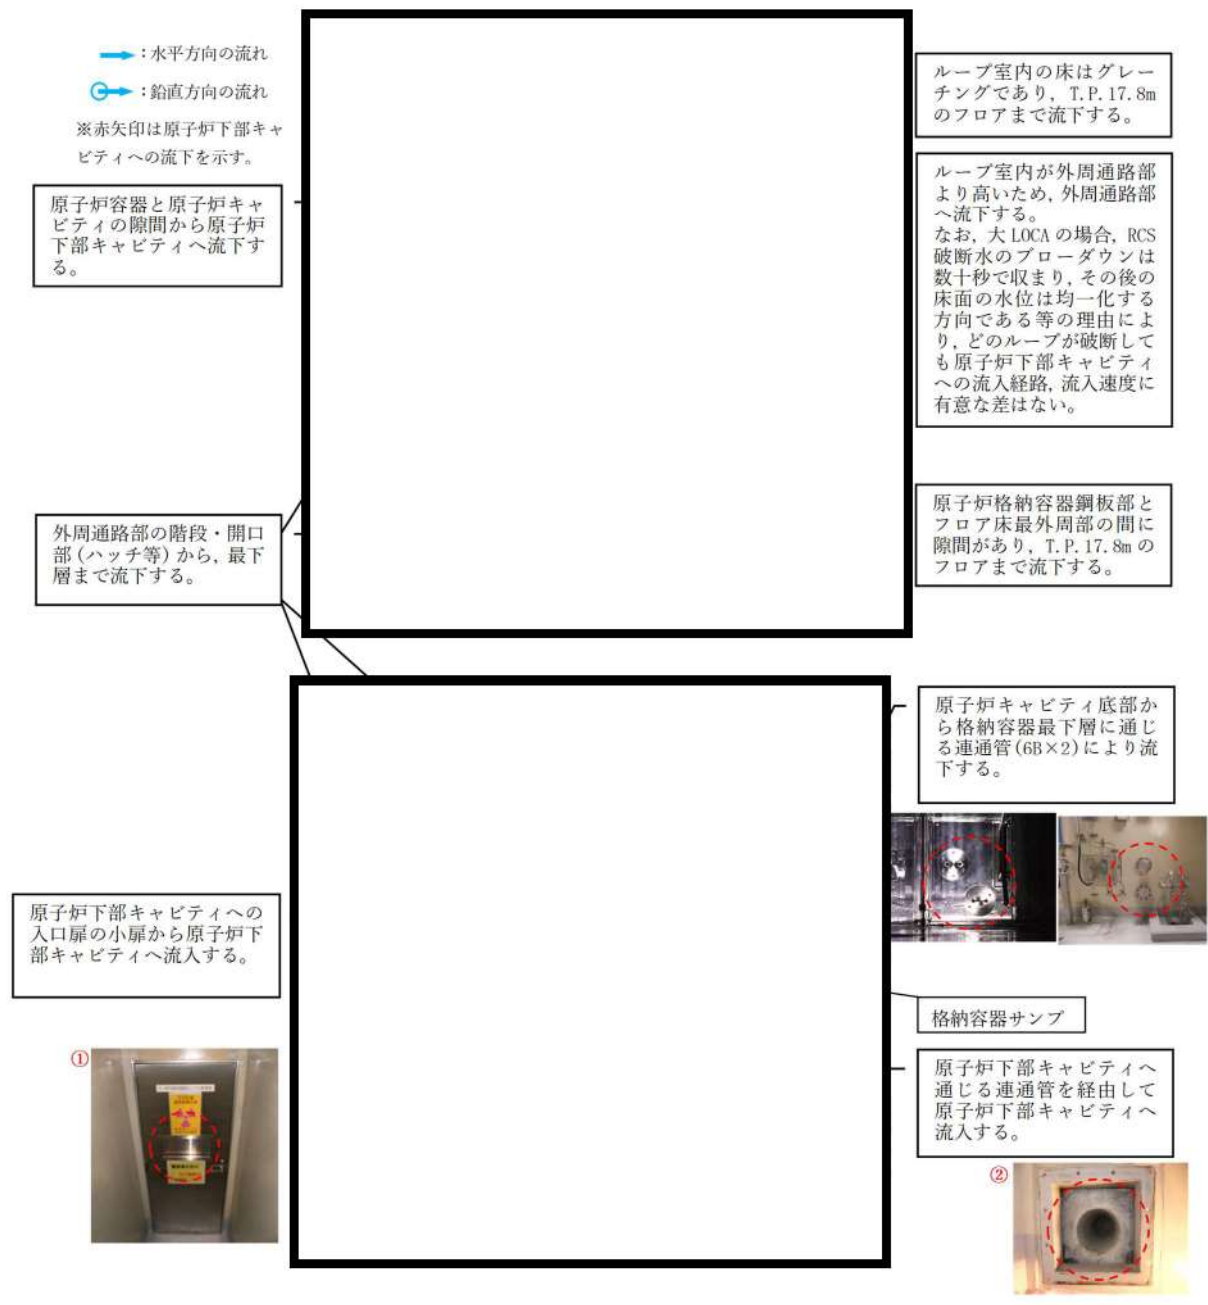 ：水平方向の流れ
：鉛直方向の流れ
※赤矢印は原子炉下部キャ
ビティへの流下を示す。
原子炉容器と原子炉キャ
ビティの隙間から原子炉
下部キャビティへ流下す
る。
ループ室内の床はグレー
チングであり，T.P.17.8m
のフロアまで流下する。
ループ室内が外周通路部
より高いため，外周通路部
へ流下する。
なお，大LOCAの場合，RCS
破断水のブローダウンは
数十秒で収まり，その後の
床面の水位は均一化する
方向である等の理由によ
り，どのループが破断して
も原子炉下部キャビティ
への流入経路，流入速度に
有意な差はない。
外周通路部の階段・開口
部(ハッチ等)から，最下
層まで流下する。
原子炉格納容器鋼板部と
フロア床最外周部の間に
隙間があり，T.P.17.8mの
フロアまで流下する。
原子炉キャビティ底部か
ら格納容器最下層に通じ
る連通管(6B×2)により流
下する。
原子炉下部キャビティへの
入口扉の小扉から原子炉下
部キャビティへ流入する。
格納容器サンプ
①
原子炉下部キャビティへ
通じる連通管を経由して
原子炉下部キャビティへ
流入する。
②